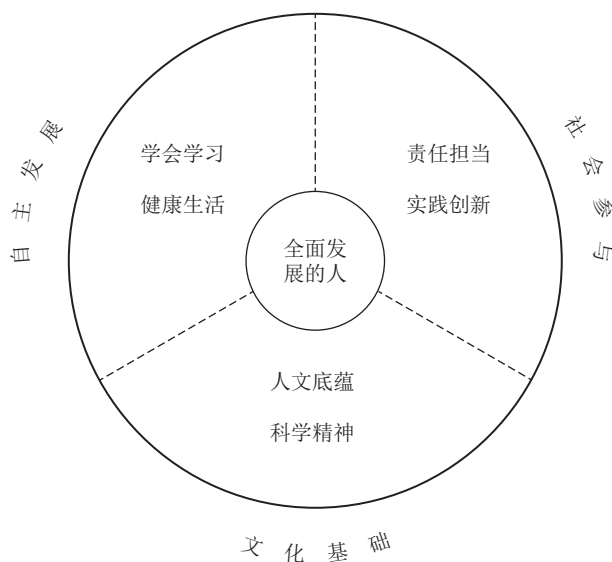 自主发展
社会参与
学会学习
健康生活
责任担当
实践创新
全面发
展的人
人文底蕴
科学精神
文化基础